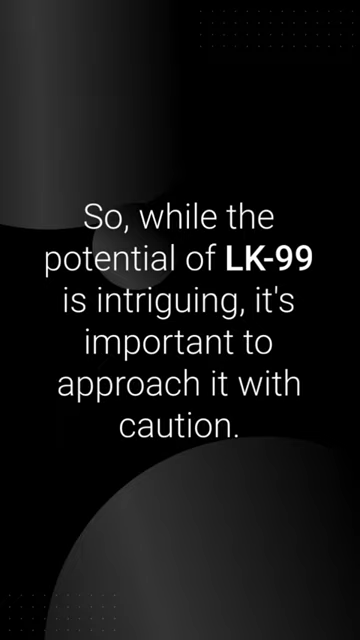 So, while the
potential of LK-99
is intriguing, it's
important to
approach it with
caution.